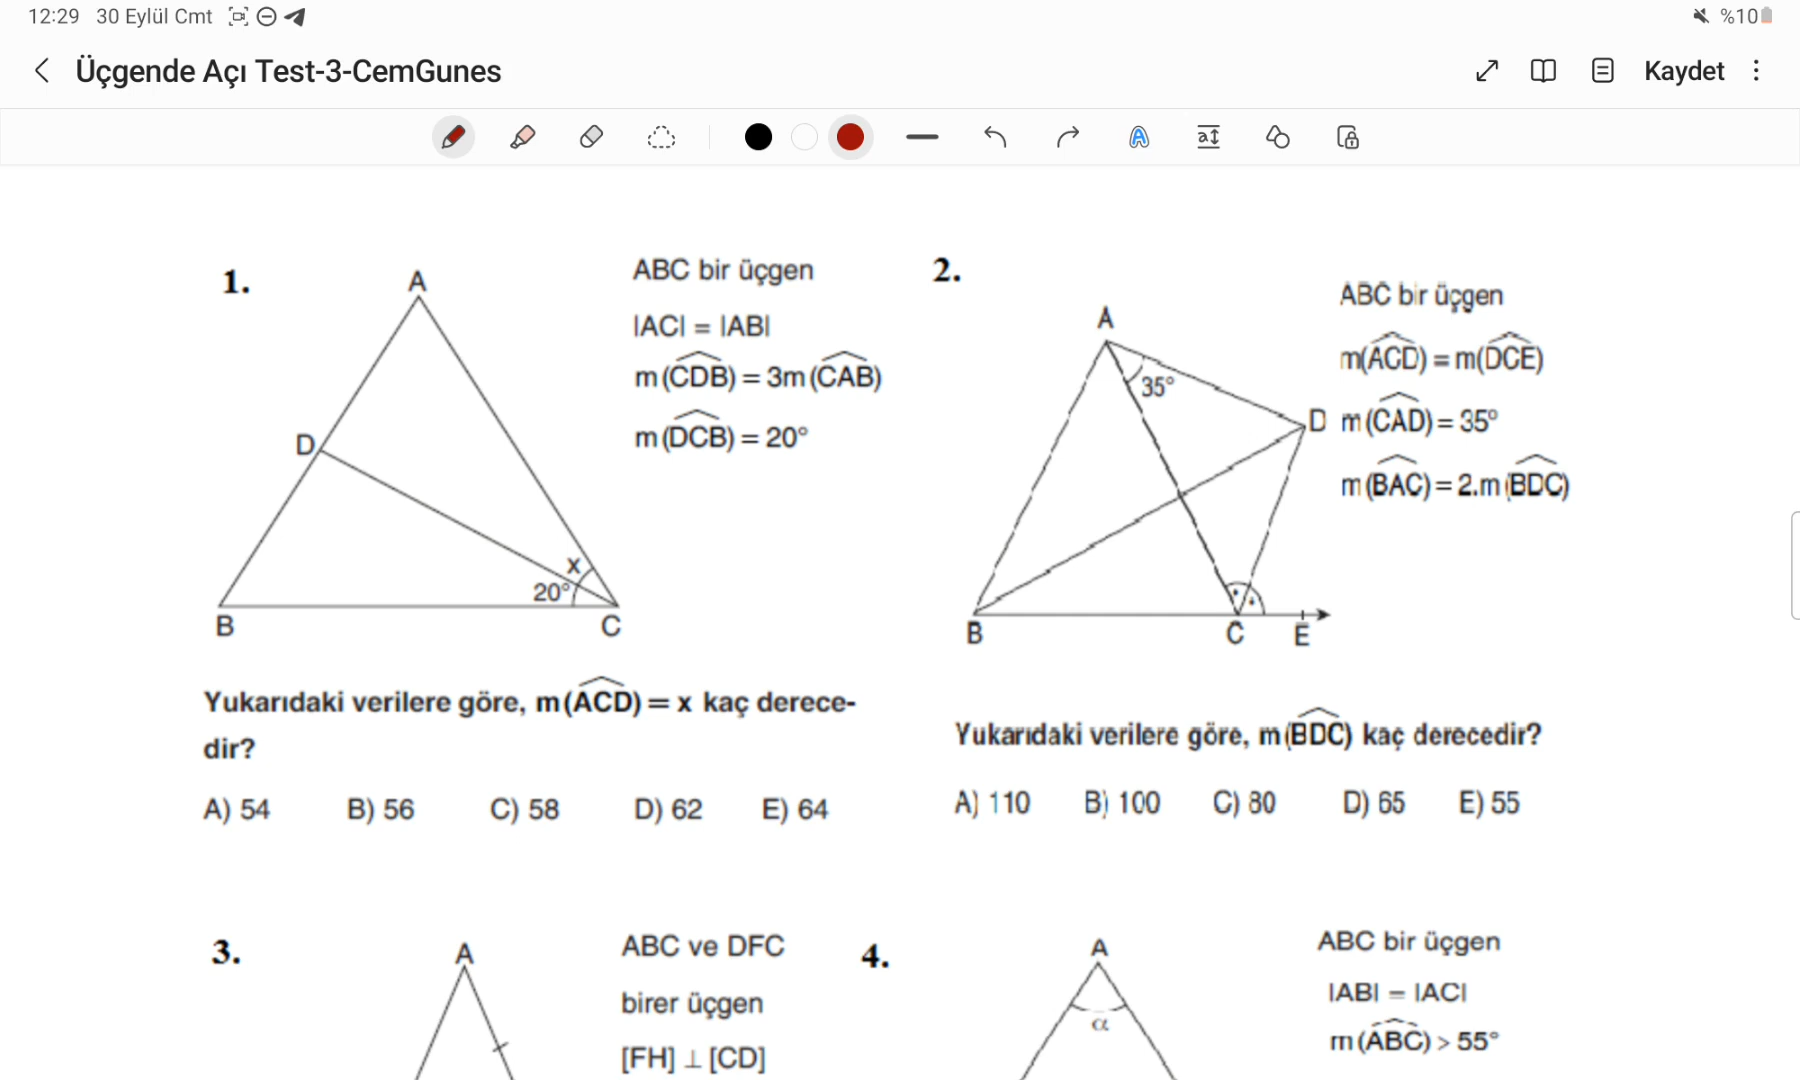 12:29 30 Eylül Cmt
%10
Üçgende Açı Test-3-CemGunes
Kaydet
1.
A
D
x
20°
B
C
ABC bir üçgen
|AC| = |AB|
m(CDB) = 3m(CAB)
m(DCB) = 20°
Yukarıdaki verilere göre, m(ACD) = x kaç derece-
dir?
A) 54 B) 56 C) 58 D) 62 E) 64
2.
A
35°
D
B
C
E
ABC bir üçgen
m(ACD) = m(DCE)
m(CAD) = 35°
m(BAC) = 2.m(BDC)
Yukarıdaki verilere göre, m(BDC) kaç derecedir?
A) 110 B) 100 C) 80 D) 65 E) 55
3.
A
ABC ve DFC
birer üçgen
[FH] ⊥ [CD]
4.
A
α
ABC bir üçgen
|AB| = |AC|
m(ABC) > 55°